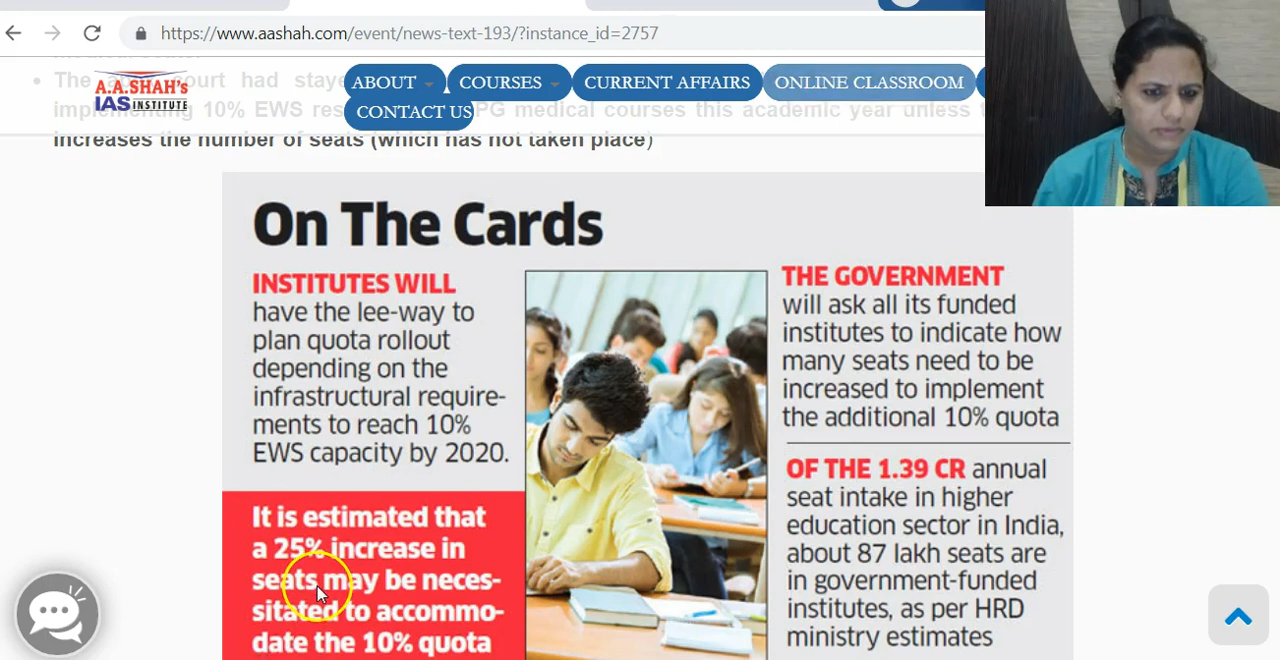 https://www.aashah.com/event/news-text-193/?instance_id=2757
A.A.SHAH'S
IAS INSTITUTE
ABOUT
COURSES
CURRENT AFFAIRS
ONLINE CLASSROOM
CONTACT US
The court had
implementing 10% EWS PG medical courses this academic year unless
increases the number of seats (which has not taken place)
On The Cards
INSTITUTES WILL
have the lee-way to
plan quota rollout
depending on the
infrastructural require-
ments to reach 10%
EWS capacity by 2020.
It is estimated that
a 25% increase in
seats may be neces-
sitated to accommo-
date the 10% quota
THE GOVERNMENT
will ask all its funded
institutes to indicate how
many seats need to be
increased to implement
the additional 10% quota
OF THE 1.39 CR annual
seat intake in higher
education sector in India,
about 87 lakh seats are
in government-funded
institutes, as per HRD
ministry estimates